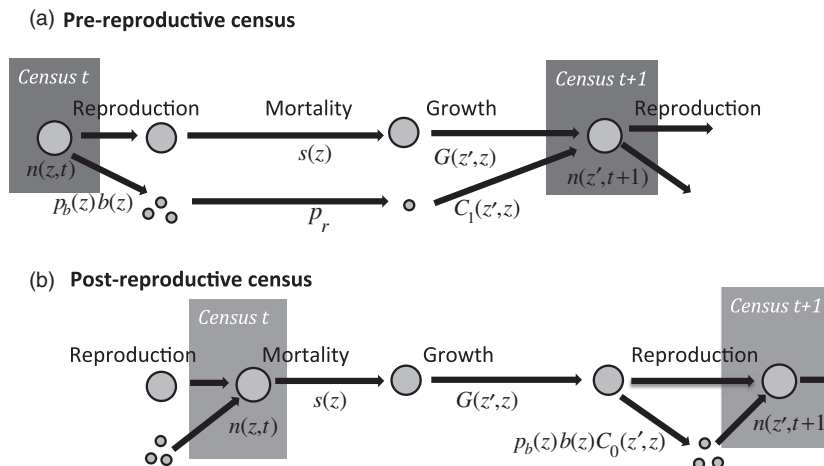 (a) Pre-reproductive census
Census t
Census t+1
Reproduction
Mortality
Growth
Reproduction
s(z)
G(z′,z)
n(z,t)
n(z′,t+1)
p_b(z)b(z)
p_r
C_1(z′,z)
(b) Post-reproductive census
Census t
Census t+1
Reproduction
Mortality
Growth
Reproduction
s(z)
G(z′,z)
n(z,t)
p_b(z)b(z)C_0(z′,z)
n(z′,t+1